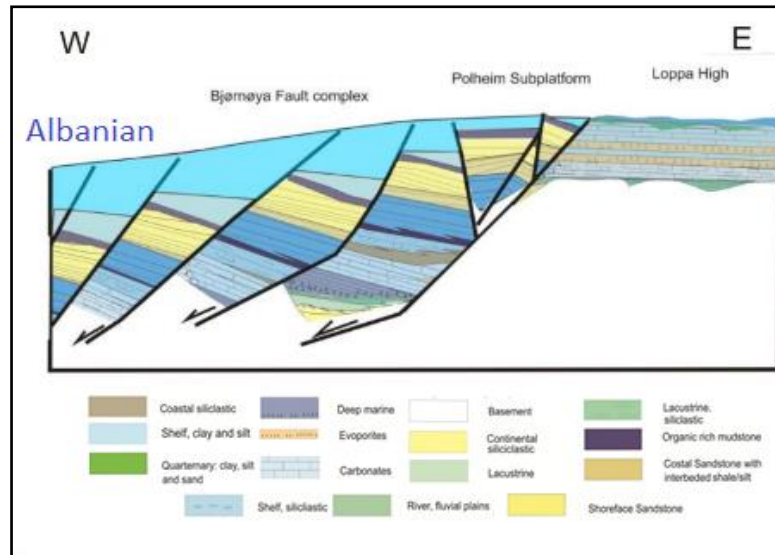 W
E
Polheim Subplatform
Loppa High
Bjørnøya Fault complex
Albanian
Coastal siliclastic
Deep marine
Basement
Lacustrine, siliclastic
Shelf, clay and silt
Evoporites
Continental siliciclastic
Organic rich mudstone
Quarternary: clay, silt and sand
Carbonates
Lacustrine
Costal Sandstone with interbeded shale/silt
Shelf, silicliastic
River, fluvial plains
Shoreface Sandstone